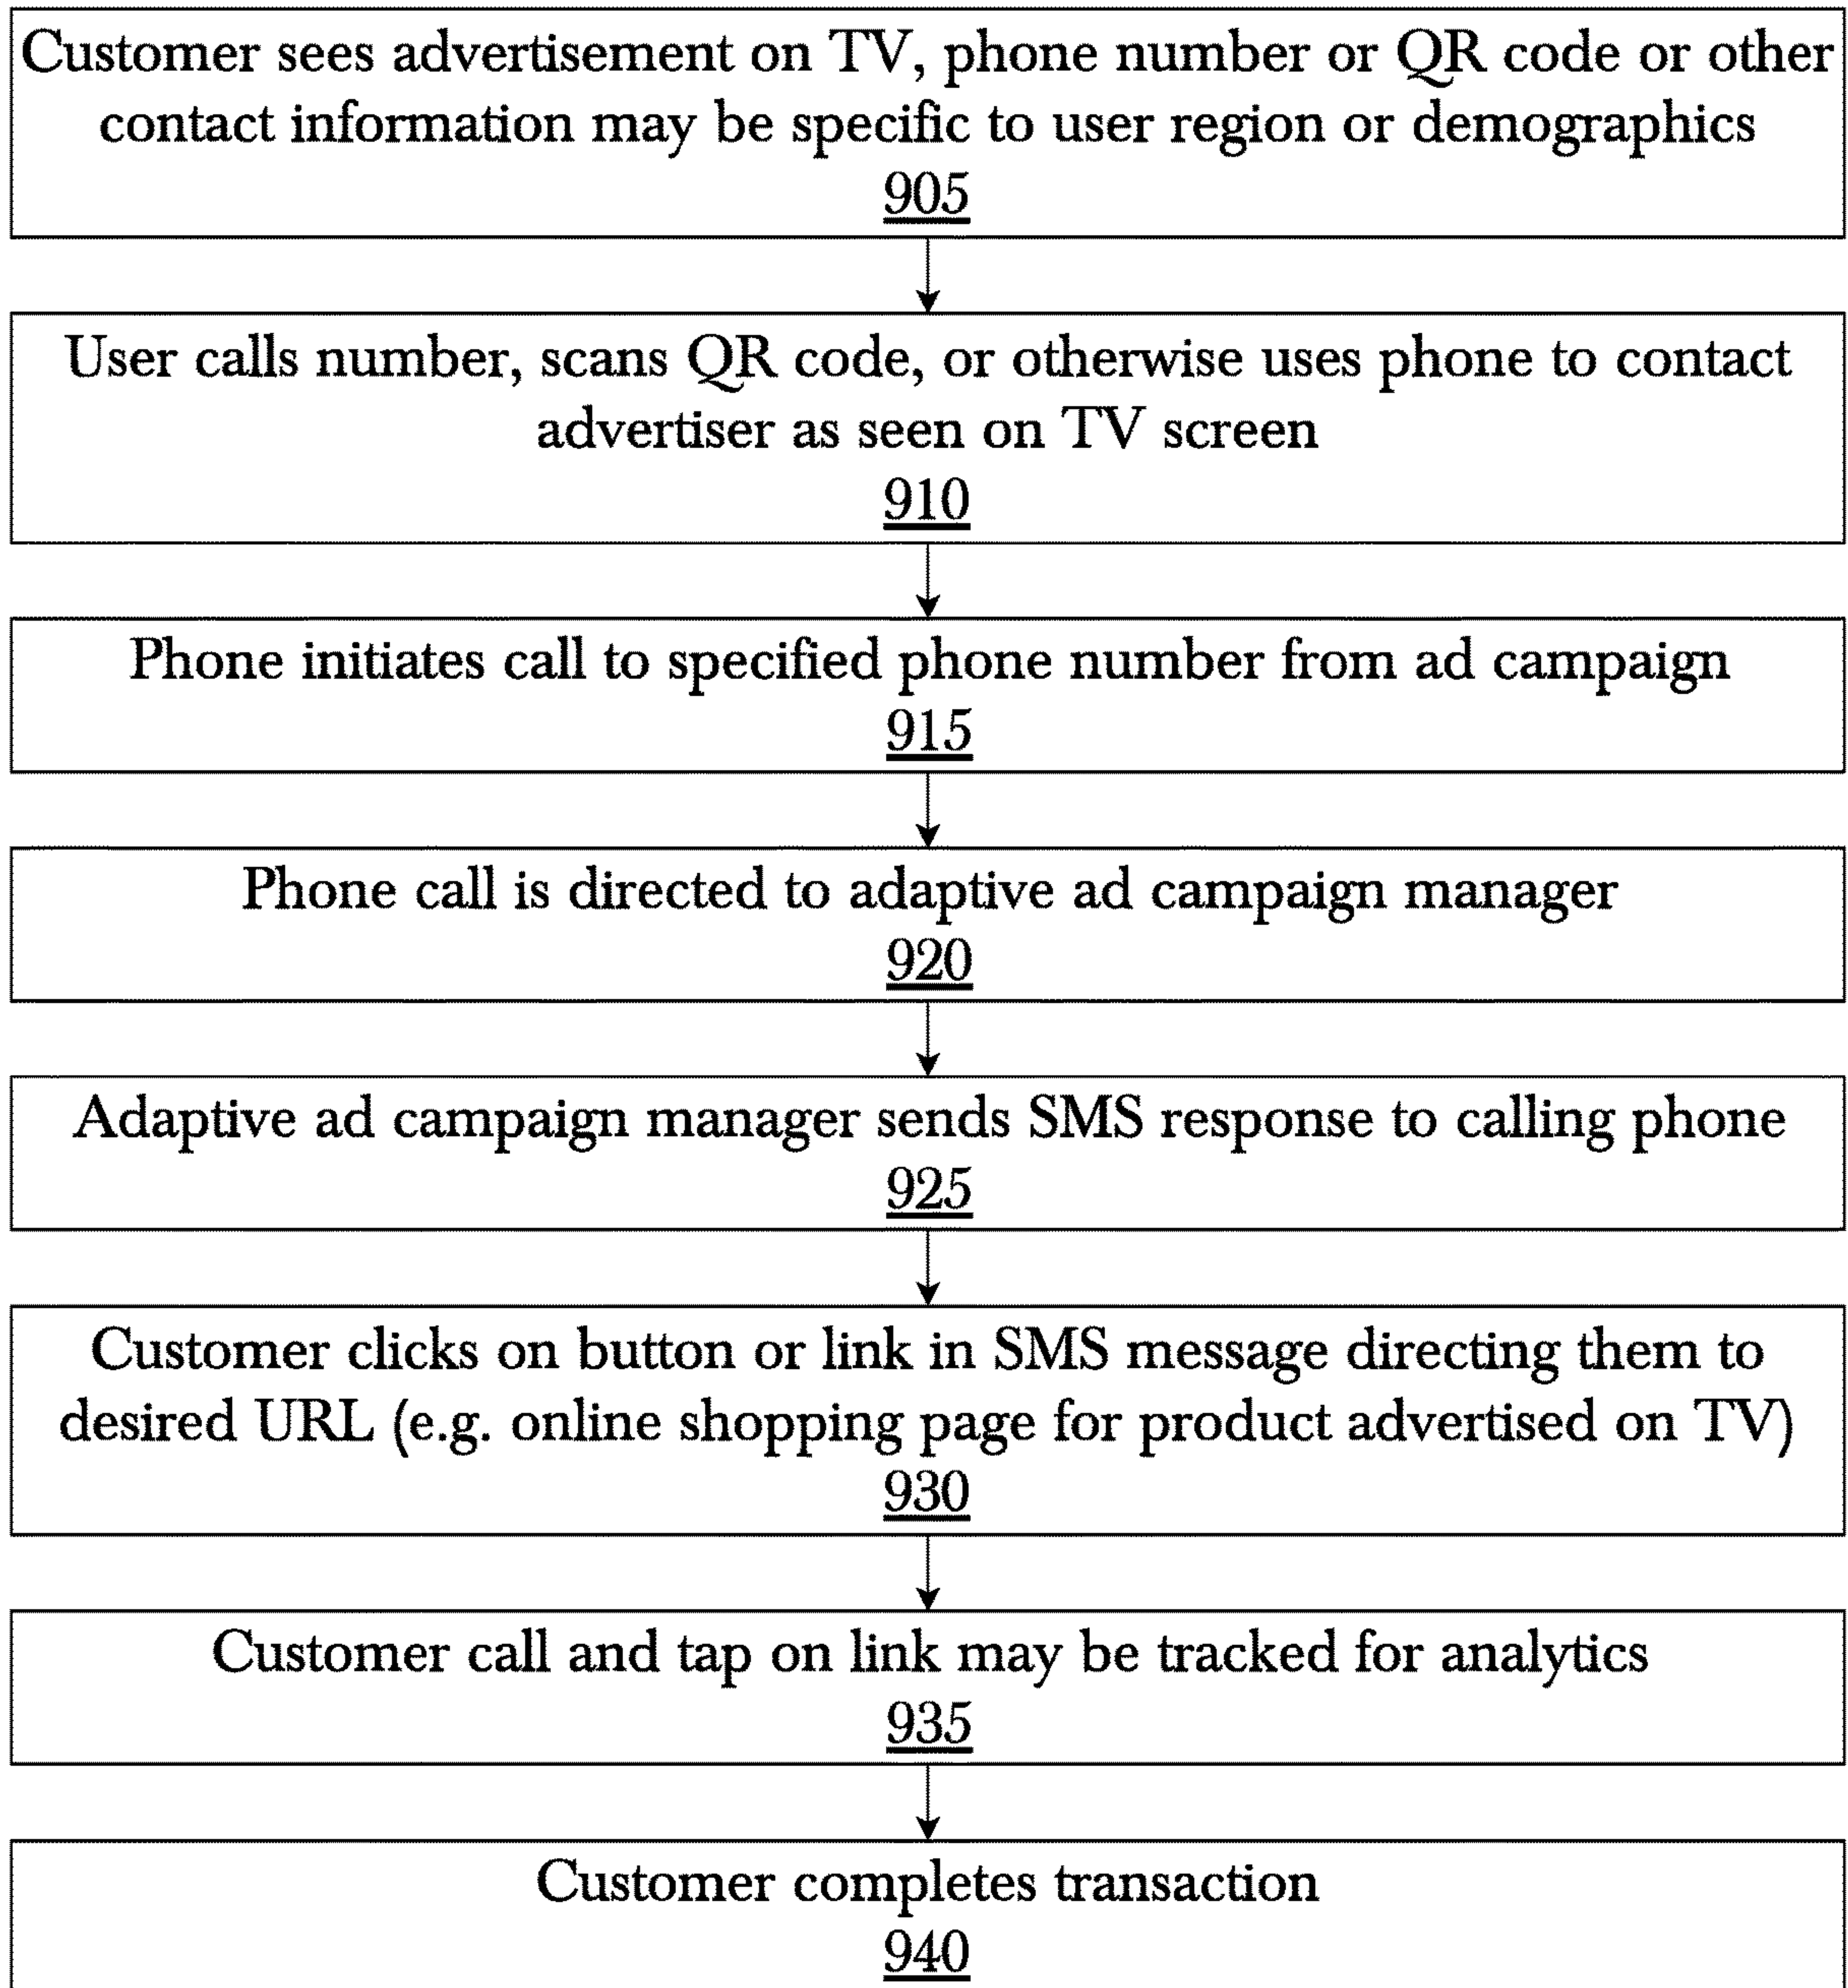 Customer sees advertisement on TV, phone number or QR code or other
contact information may be specific to user region or demographics
905
User calls number, scans QR code, or otherwise uses phone to contact
advertiser as seen on TV screen
910
Phone initiates call to specified phone number from ad campaign
915
Phone call is directed to adaptive ad campaign manager
920
Adaptive ad campaign manager sends SMS response to calling phone
925
Customer clicks on button or link in SMS message directing them to
desired URL (e.g. online shopping page for product advertised on TV)
930
Customer call and tap on link may be tracked for analytics
935
Customer completes transaction
940